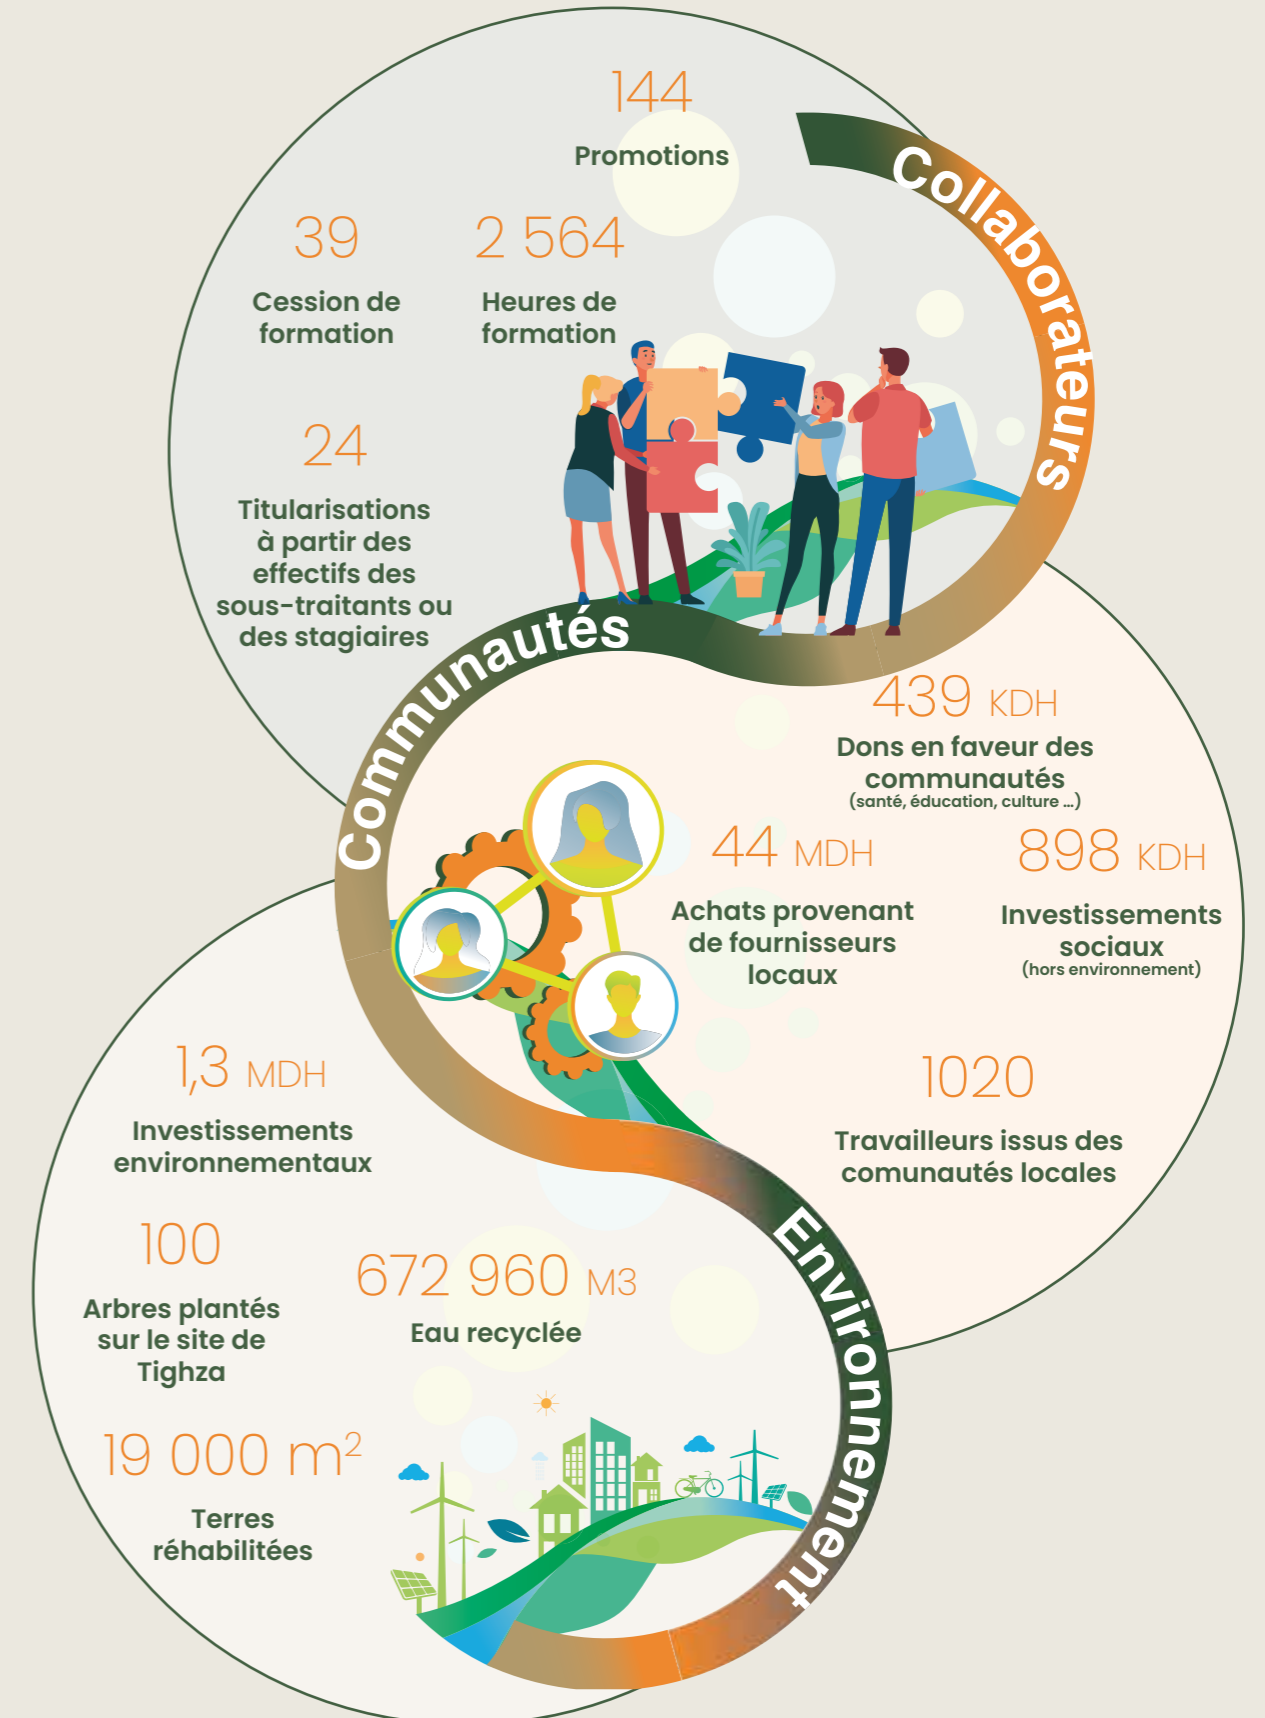 144
Promotions
Collaborateurs
39
Cession de
formation
2 564
Heures de
formation
24
Titularisations
à partir des
effectifs des
sous-traitants ou
des stagiaires
Communautés
439 KDH
Dons en faveur des
communautés
(santé, éducation, culture ...)
44 MDH
Achats provenant
de fournisseurs
locaux
898 KDH
Investissements
sociaux
(hors environnement)
1020
Travailleurs issus des
comunautés locales
1,3 MDH
Investissements
environnementaux
Environnement
100
Arbres plantés
sur le site de
Tighza
672 960 M3
Eau recyclée
19 000 m²
Terres
réhabilitées